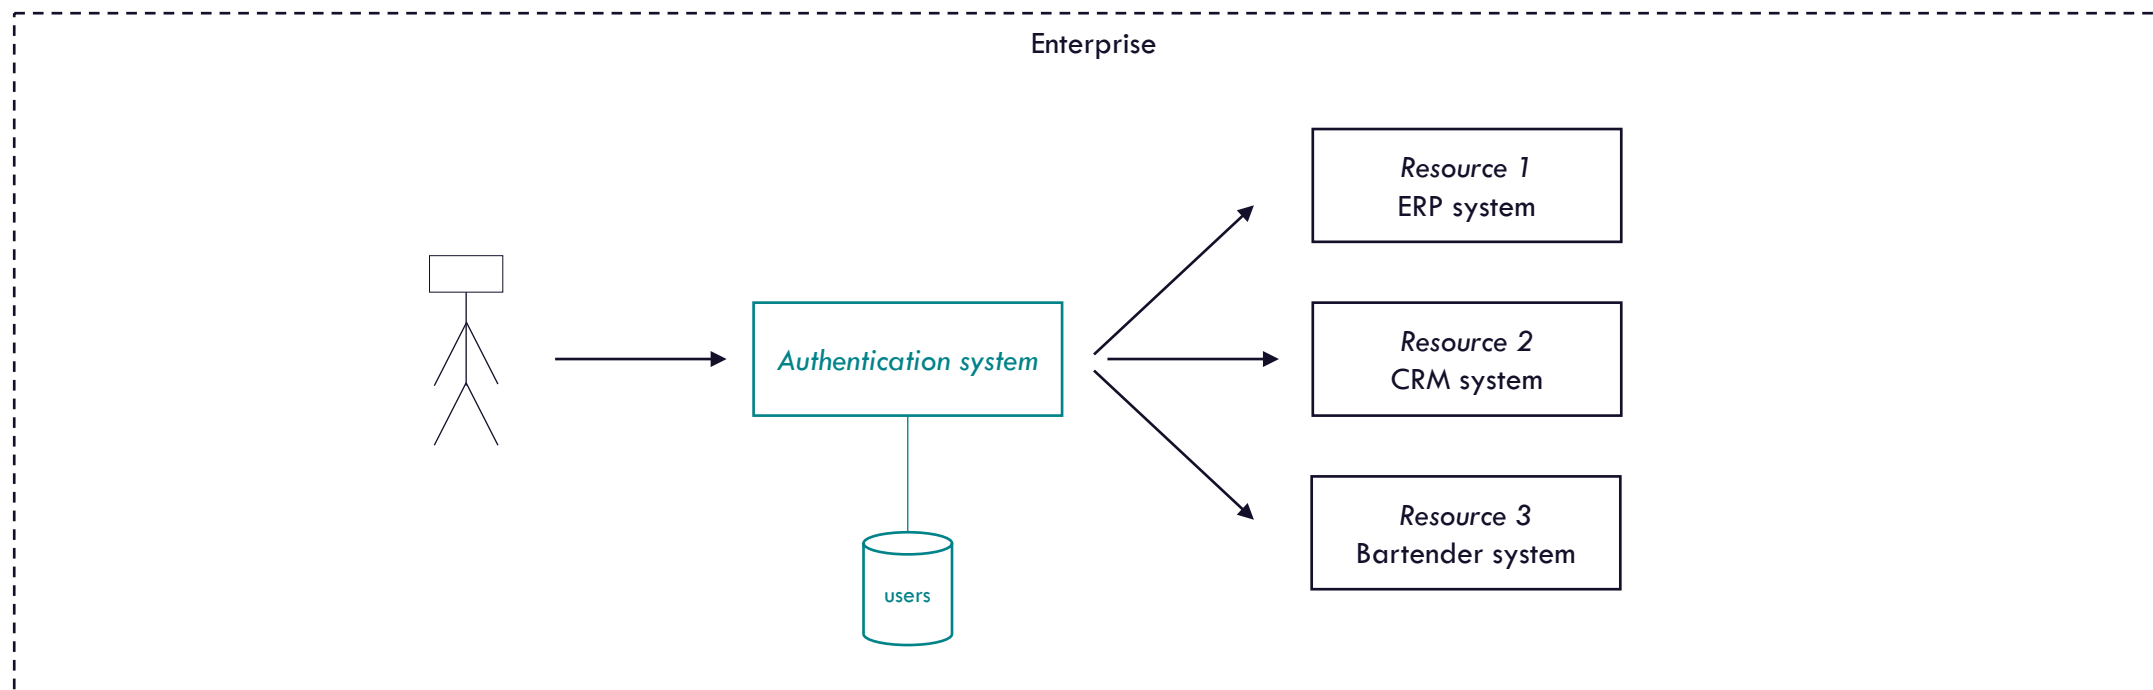 Enterprise
Resource 1
ERP system
Authentication system
Resource 2
CRM system
Resource 3
Bartender system
users